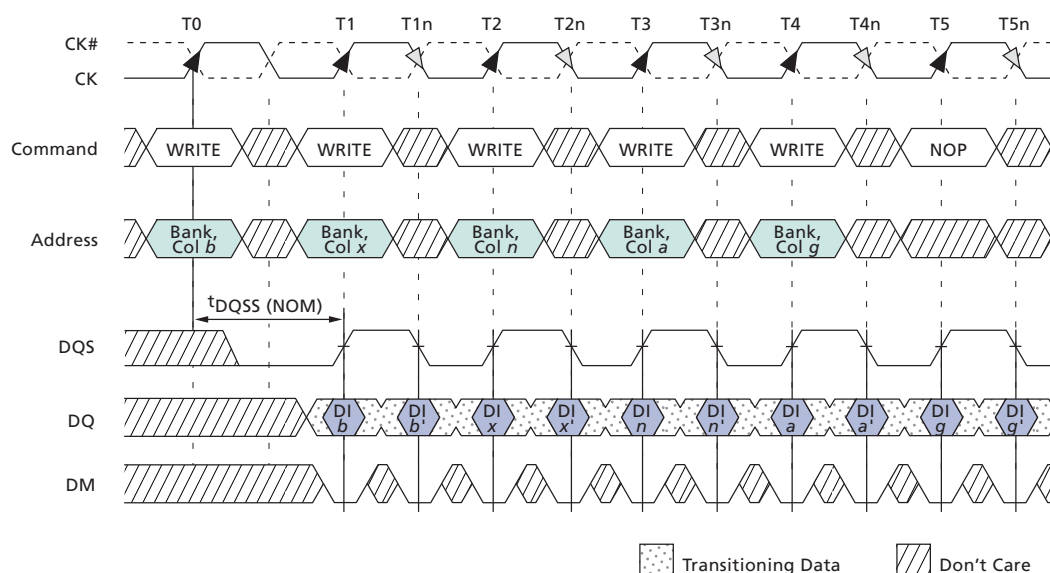 T0 T1 T1n T2 T2n T3 T3n T4 T4n T5 T5n
CK#
CK
Command WRITE WRITE WRITE WRITE WRITE NOP
Address Bank, Col b Bank, Col x Bank, Col n Bank, Col a Bank, Col g
tDQSS (NOM)
DQS
DQ DI b DI b' DI x DI x' DI n DI n' DI a DI a' DI g DI g'
DM
Transitioning Data Don't Care